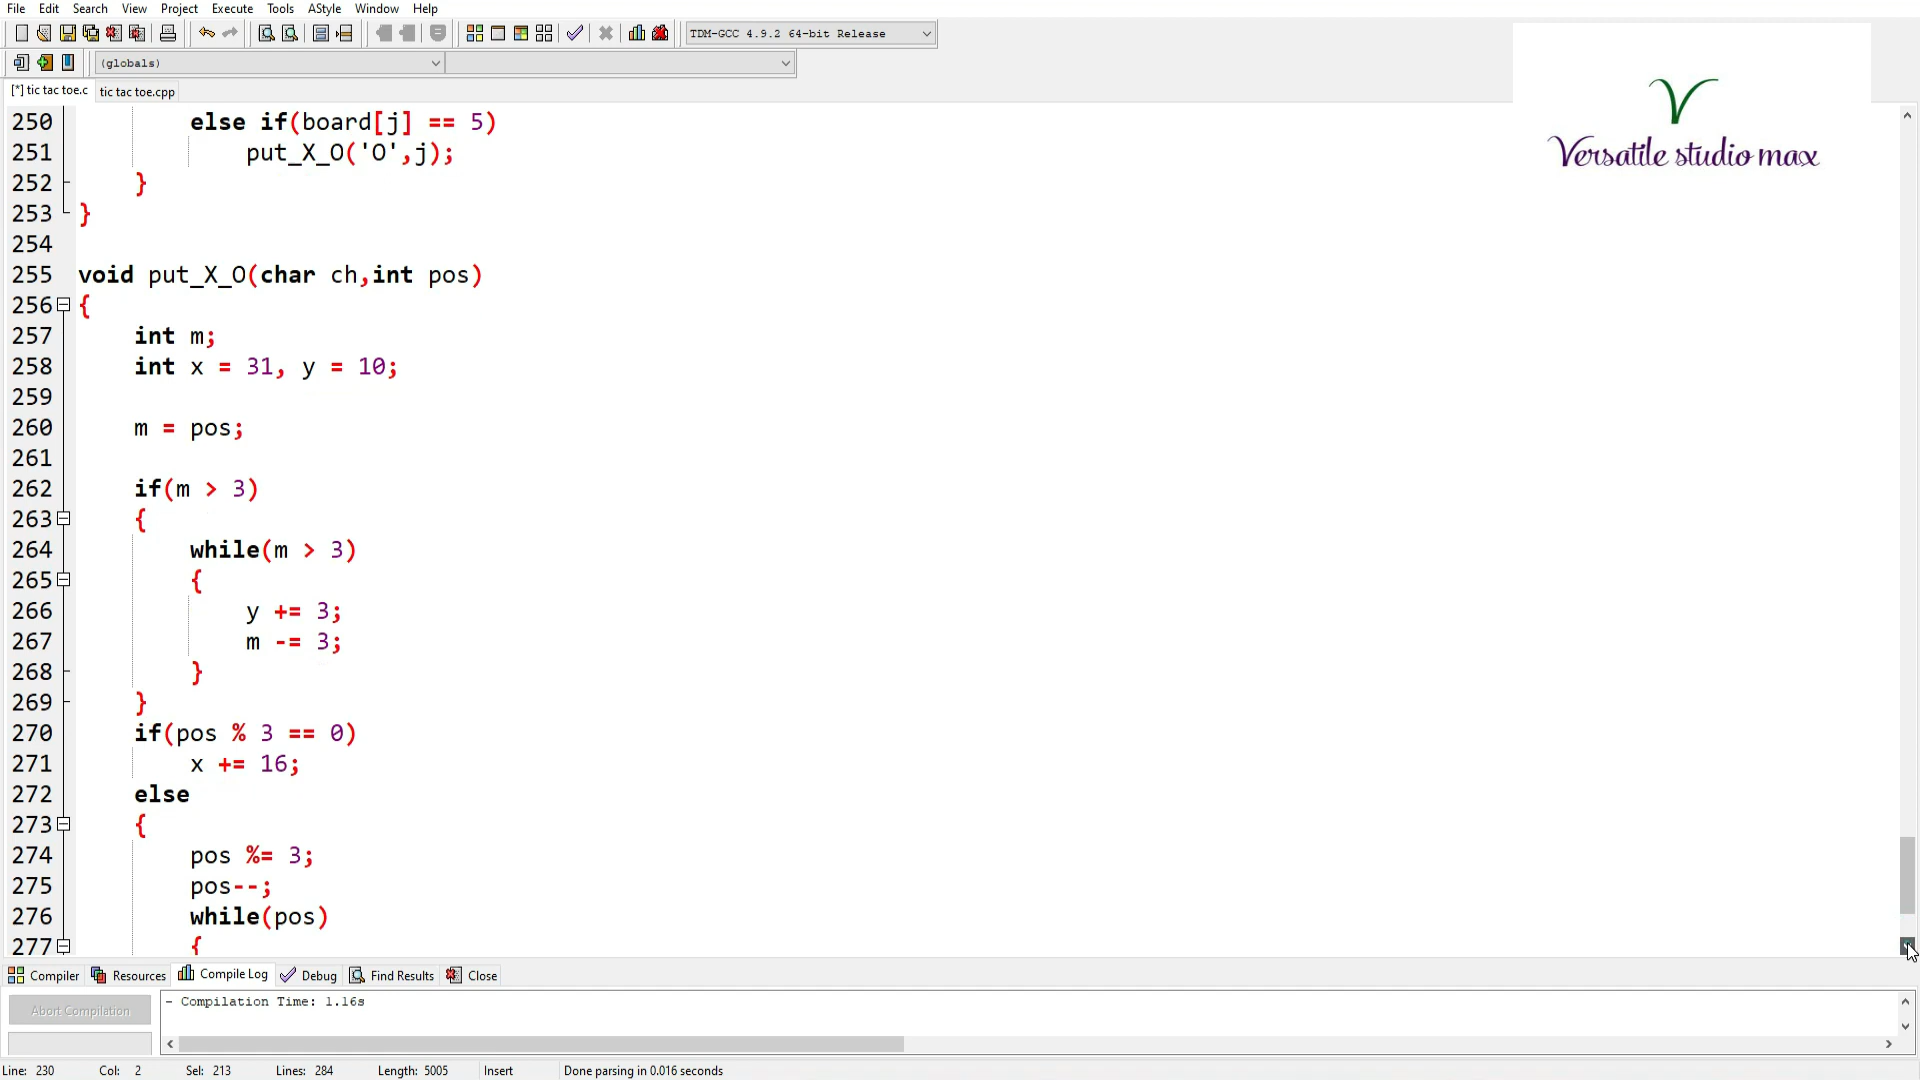 File Edit Search View Project Execute Tools AStyle Window Help
TDM-GCC 4.9.2 64-bit Release
(globals)
[*] tic tac toe.c tic tac toe.cpp
Versatile studio max
250 else if(board[j] == 5)
251 put_X_O('O',j);
252 }
253 }
254
255 void put_X_O(char ch,int pos)
256 {
257 int m;
258 int x = 31, y = 10;
259
260 m = pos;
261
262 if(m > 3)
263 {
264 while(m > 3)
265 {
266 y += 3;
267 m -= 3;
268 }
269 }
270 if(pos % 3 == 0)
271 x += 16;
272 else
273 {
274 pos %= 3;
275 pos--;
276 while(pos)
277 {
Compiler Resources Compile Log Debug Find Results Close
Abort Compilation
- Compilation Time: 1.16s
Line: 230 Col: 2 Sel: 213 Lines: 284 Length: 5005 Insert Done parsing in 0.016 seconds